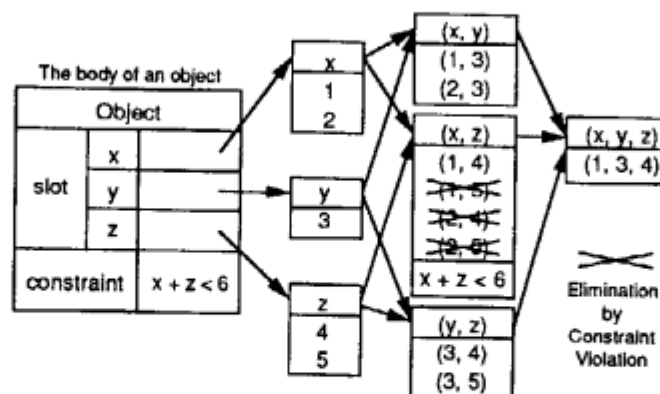 The body of an object
Object
slot
x
y
z
constraint
x + z < 6
x
1
2
y
3
z
4
5
(x, y)
(1, 3)
(2, 3)
(x, z)
(1, 4)
(1, 5)
(2, 4)
(2, 5)
x + z < 6
(y, z)
(3, 4)
(3, 5)
(x, y, z)
(1, 3, 4)
Elimination
by
Constraint
Violation